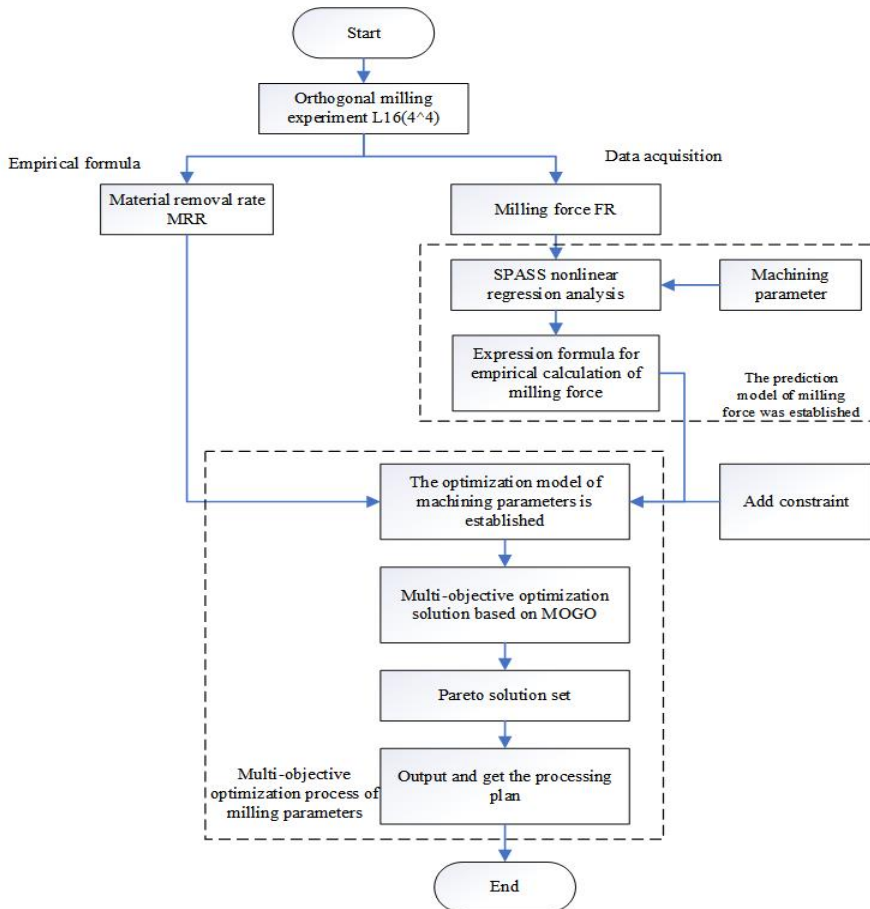 Start
Orthogonal milling
experiment L16(4^4)
Empirical formula
Data acquisition
Material removal rate
MRR
Milling force FR
SPASS nonlinear
regression analysis
Machining
parameter
Expression formula for
empirical calculation of
milling force
The prediction
model of milling
force was established
The optimization model of
machining parameters is
established
Add constraint
Multi-objective optimization
solution based on MOGO
Pareto solution set
Output and get the processing
plan
Multi-objective
optimization process of
milling parameters
End